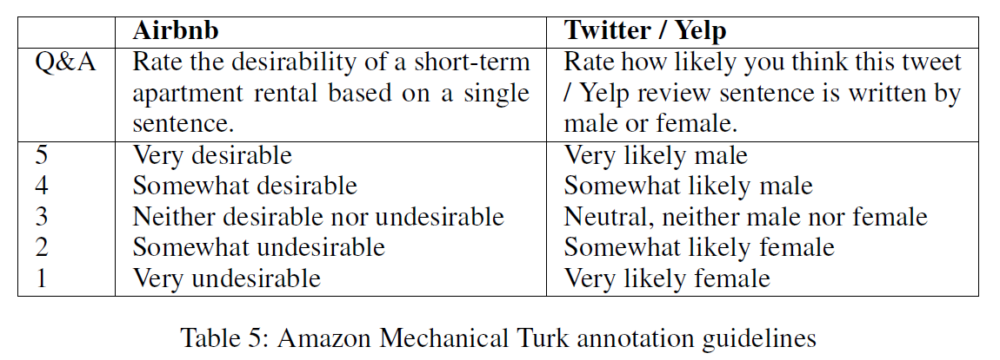 Airbnb Twitter / Yelp
Q&A Rate the desirability of a short-term Rate how likely you think this tweet
apartment rental based on a single / Yelp review sentence is written by
sentence. male or female.
5 Very desirable Very likely male
4 Somewhat desirable Somewhat likely male
3 Neither desirable nor undesirable Neutral, neither male nor female
2 Somewhat undesirable Somewhat likely female
1 Very undesirable Very likely female
Table 5: Amazon Mechanical Turk annotation guidelines